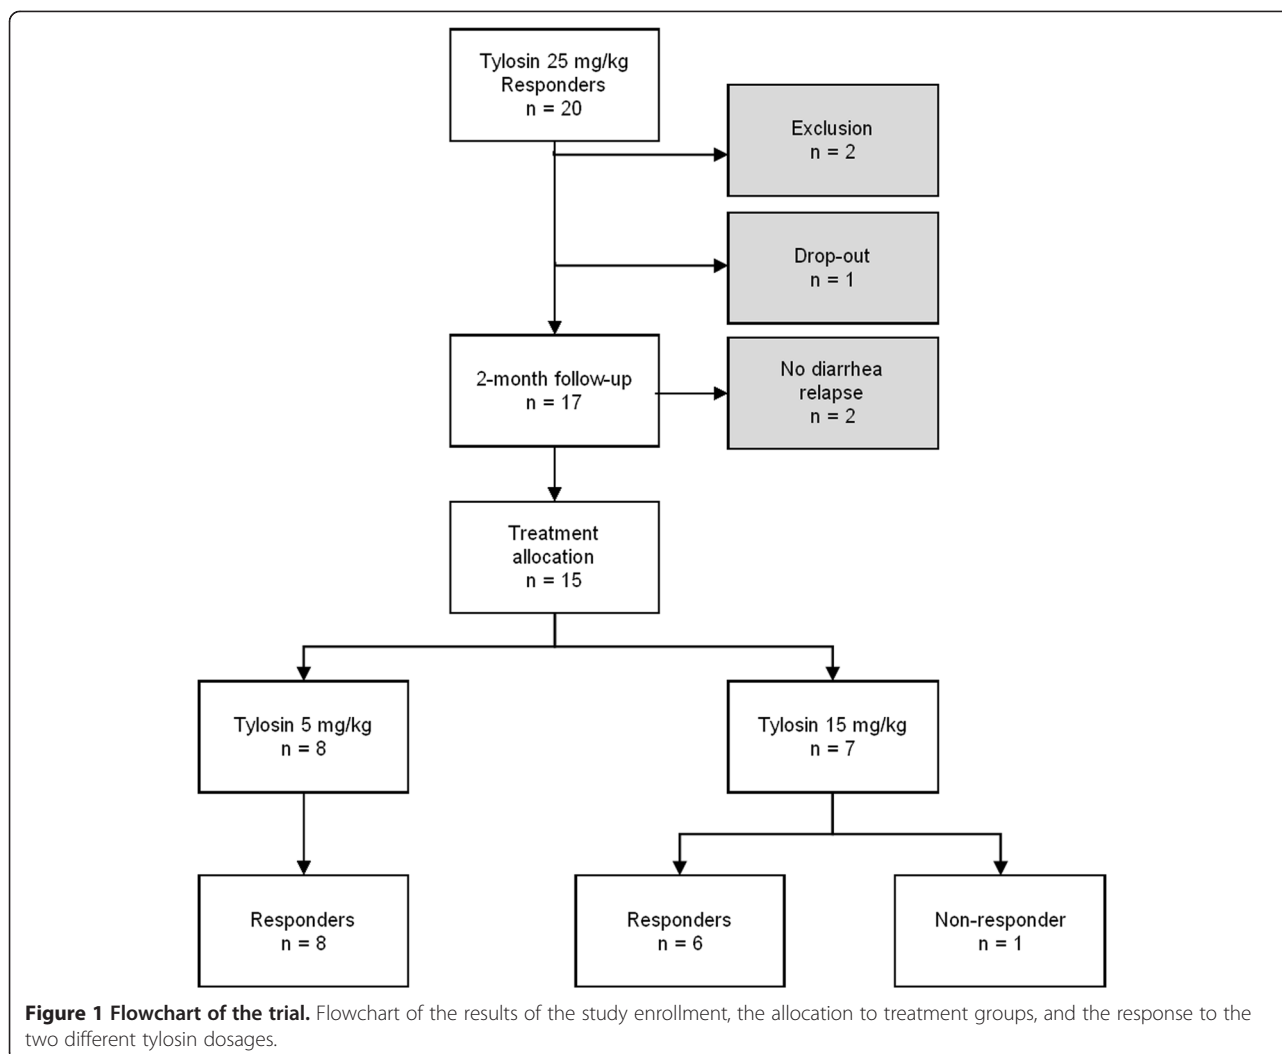 Tylosin 25 mg/kg
Responders
n = 20
Exclusion
n = 2
Drop-out
n = 1
2-month follow-up
n = 17
No diarrhea
relapse
n = 2
Treatment
allocation
n = 15
Tylosin 5 mg/kg
n = 8
Tylosin 15 mg/kg
n = 7
Responders
n = 8
Responders
n = 6
Non-responder
n = 1
Figure 1 Flowchart of the trial. Flowchart of the results of the study enrollment, the allocation to treatment groups, and the response to the
two different tylosin dosages.